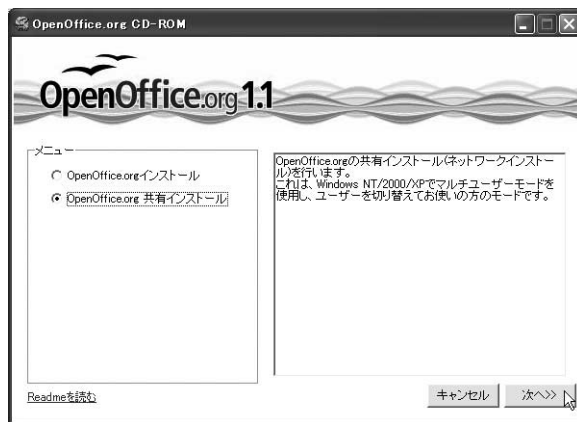 OpenOffice.org CD-ROM
OpenOffice.org 1.1
メニュー
OpenOffice.orgインストール
OpenOffice.org 共有インストール
OpenOffice.orgの共有インストール(ネットワークインストー
ル)を行います。
これは、Windows NT/2000/XPでマルチユーザーモードを
使用し、ユーザーを切り替えてお使いの方のモードです。
Readmeを読む
キャンセル
次へ>>